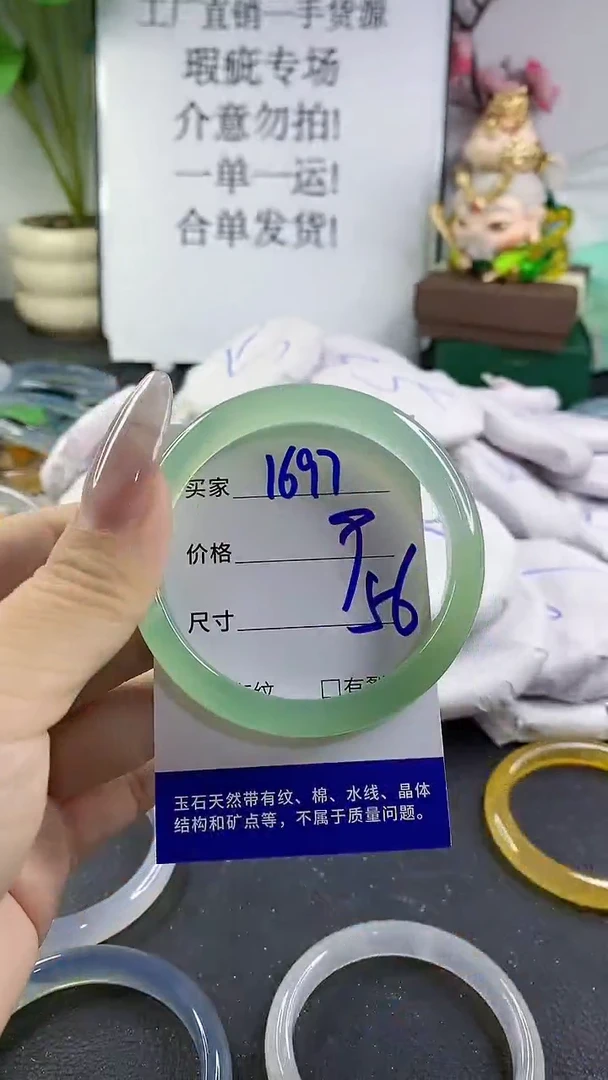 工厂直销一手货源
瑕疵专场
介意勿拍!
一单一运!
合单发货!
买家 1697
价格
尺寸 56
纹 □有裂
玉石天然带有纹、棉、水线、晶体
结构和矿点等，不属于质量问题。